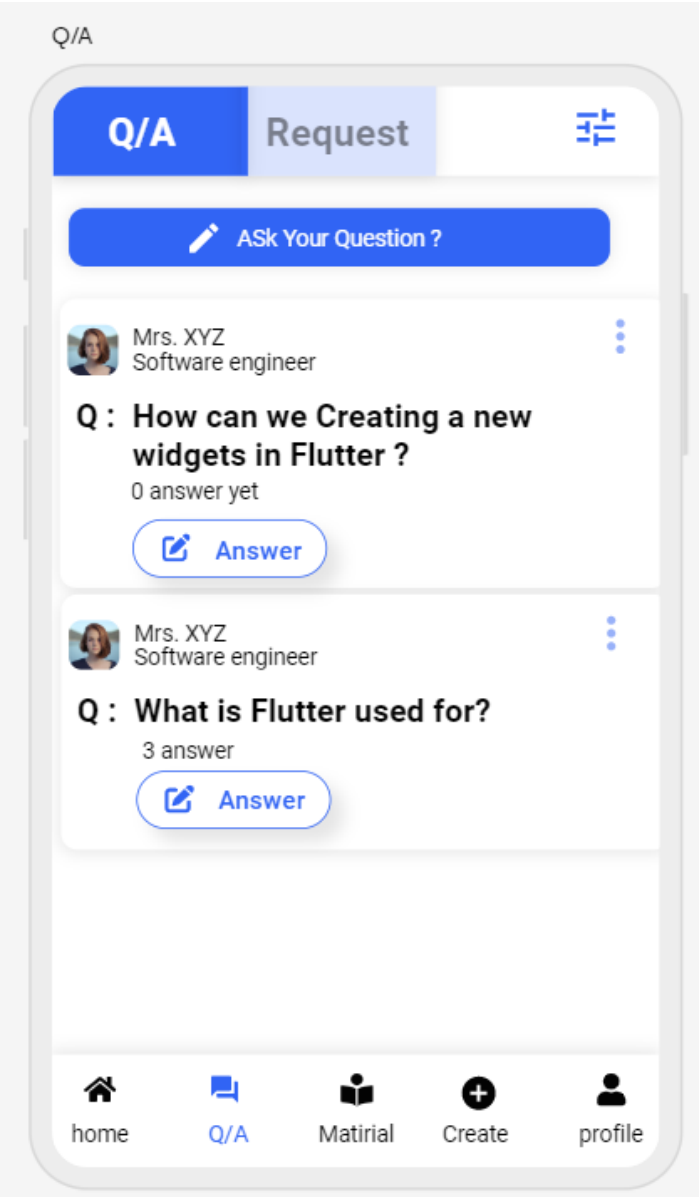 Q/A
Q/A Request
ASk Your Question ?
Mrs. XYZ
Software engineer
Q : How can we Creating a new
widgets in Flutter ?
0 answer yet
Answer
Mrs. XYZ
Software engineer
Q : What is Flutter used for?
3 answer
Answer
home Q/A Matirial Create profile